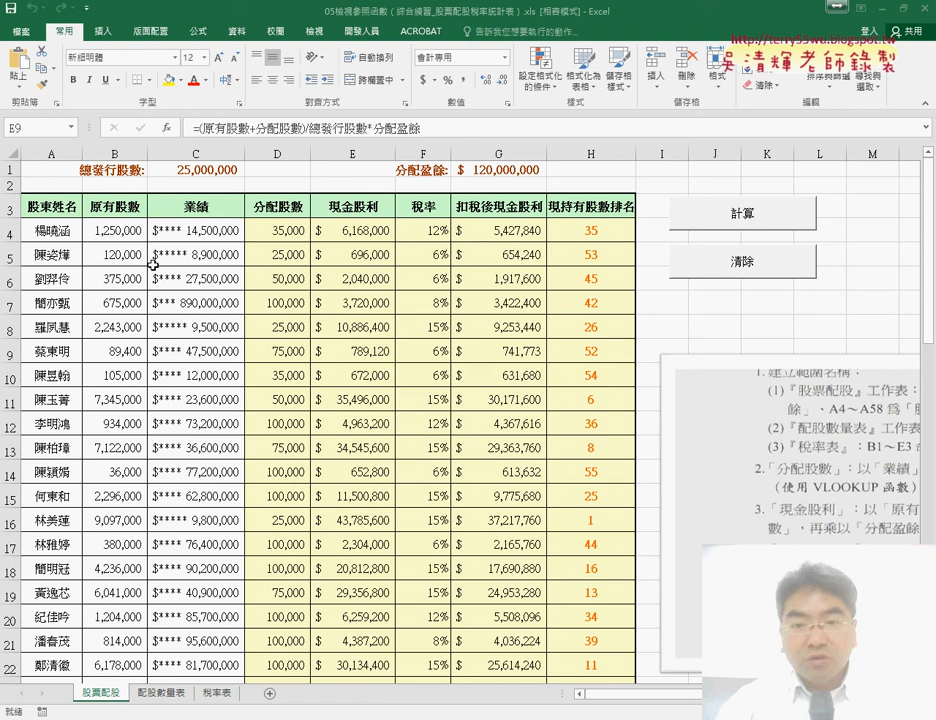 05檢視參照函數（綜合練習_股票配股稅率統計表）.xls [相容模式] - Excel
檔案 常用 插入 版面配置 公式 資料 校閱 檢視 開發人員 ACROBAT 告訴我您想執行的動作... 登入 共用
http://terry55wu.blogspot.tw
吳清輝老師錄製
新細明體 12 自動換列 會計專用
貼上 B I U 跨欄置中 $ % , 設定格式化的條件 格式化為表格 儲存格樣式 插入 刪除 格式 清除 排序與篩選 尋找與選取
剪貼簿 字型 對齊方式 數值 樣式 儲存格 編輯
E9 =(原有股數+分配股數)/總發行股數*分配盈餘
A B C D E F G H I J K L M
1 總發行股數: 25,000,000 分配盈餘: $ 120,000,000
2
3 股東姓名 原有股數 業績 分配股數 現金股利 稅率 扣稅後現金股利 現持有股數排名
4 楊曉涵 1,250,000 $**** 14,500,000 35,000 $ 6,168,000 12% $ 5,427,840 35
5 陳姿燁 120,000 $***** 8,900,000 25,000 $ 696,000 6% $ 654,240 53
6 劉羿伶 375,000 $**** 27,500,000 50,000 $ 2,040,000 6% $ 1,917,600 45
7 簡亦甄 675,000 $*** 890,000,000 100,000 $ 3,720,000 8% $ 3,422,400 42
8 羅夙慧 2,243,000 $***** 9,500,000 25,000 $ 10,886,400 15% $ 9,253,440 26
9 蔡東明 89,400 $**** 47,500,000 75,000 $ 789,120 6% $ 741,773 52
10 陳昱翰 105,000 $**** 12,000,000 35,000 $ 672,000 6% $ 631,680 54
11 陳玉菁 7,345,000 $**** 23,600,000 50,000 $ 35,496,000 15% $ 30,171,600 6
12 李明鴻 934,000 $**** 73,200,000 100,000 $ 4,963,200 12% $ 4,367,616 36
13 陳柏璋 7,122,000 $**** 36,600,000 75,000 $ 34,545,600 15% $ 29,363,760 8
14 陳穎娟 36,000 $**** 77,200,000 100,000 $ 652,800 6% $ 613,632 55
15 何東和 2,296,000 $**** 62,800,000 100,000 $ 11,500,800 15% $ 9,775,680 25
16 林美蓮 9,097,000 $***** 9,800,000 25,000 $ 43,785,600 15% $ 37,217,760 1
17 林雅婷 380,000 $**** 76,400,000 100,000 $ 2,304,000 6% $ 2,165,760 44
18 簡明冠 4,236,000 $**** 90,200,000 100,000 $ 20,812,800 15% $ 17,690,880 16
19 黃逸芯 6,041,000 $**** 40,900,000 75,000 $ 29,356,800 15% $ 24,953,280 13
20 紀佳吟 1,204,000 $**** 85,700,000 100,000 $ 6,259,200 12% $ 5,508,096 34
21 潘春茂 814,000 $**** 95,600,000 100,000 $ 4,387,200 8% $ 4,036,224 39
22 鄭清徽 6,178,000 $**** 81,700,000 100,000 $ 30,134,400 15% $ 25,614,240 11
計算
清除
1. 建立範圍名稱：
(1)『股票配股』工作表：
餘」、A4～A58 為「
(2)『配股數量表』工作表
(3)『稅率表』：B1～E3
2.「分配股數」：以「業績」
（使用 VLOOKUP 函數）
3.「現金股利」：以「原有
數」，再乘以「分配盈餘
股票配股 配股數量表 稅率表
就緒